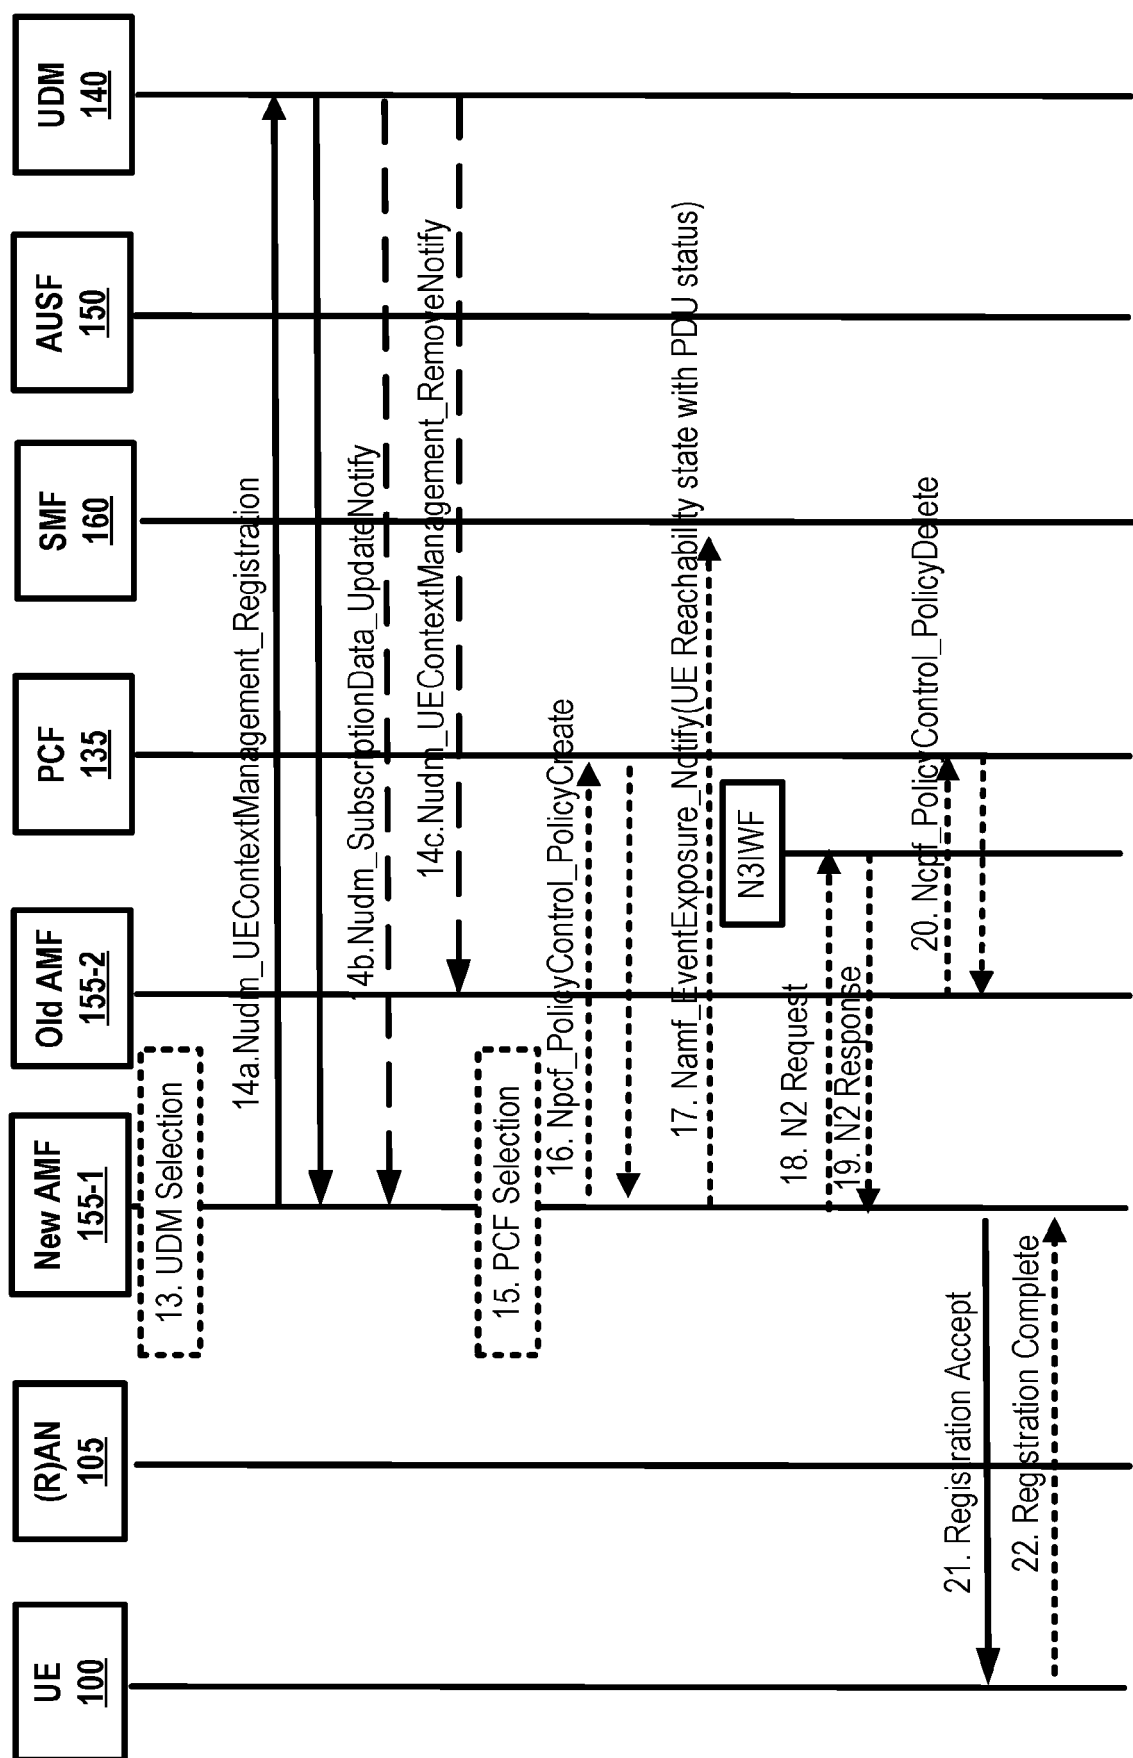 UE
100
(R)AN
105
New AMF
155-1
Old AMF
155-2
PCF
135
SMF
160
AUSF
150
UDM
140
13. UDM Selection
14a.Nudm_UEContextManagement_Registration
4b.Nudm_SubscriptionData_UpdateNotify
14c.Nudm_UEContextManagement_RemoveNotify
15. PCF Selection
16. Npcf_PolicyControl_PolicyCreate
17. Namf_EventExposure_Notify(UE Reachability state with PDU status)
N3IWF
18. N2 Request
19. N2 Response
20. Ncpf_PolicyControl_PolicyDelete
21. Registration Accept
22. Registration Complete